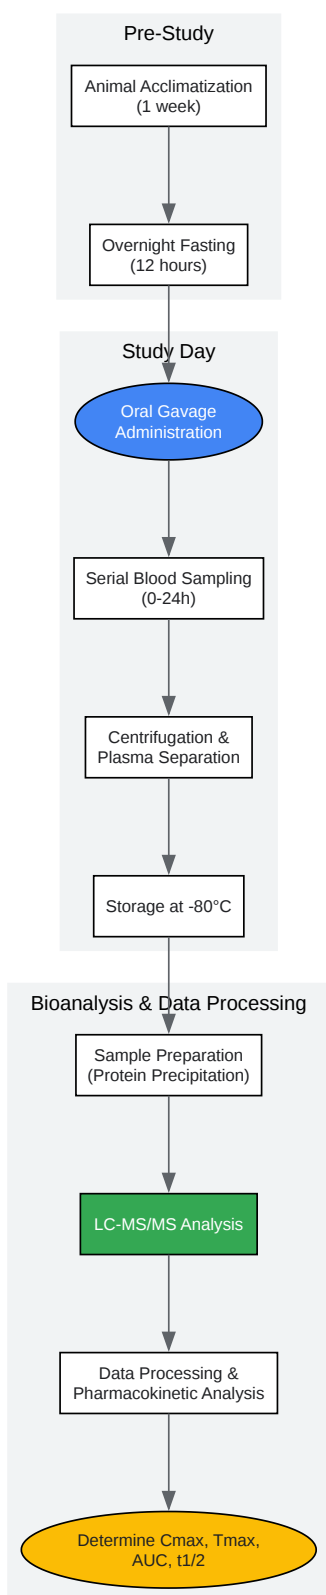 Pre-Study
Animal Acclimatization
(1 week)
Overnight Fasting
(12 hours)
Study Day
Oral Gavage
Administration
Serial Blood Sampling
(0-24h)
Centrifugation &
Plasma Separation
Storage at -80°C
Bioanalysis & Data Processing
Sample Preparation
(Protein Precipitation)
LC-MS/MS Analysis
Data Processing &
Pharmacokinetic Analysis
Determine Cmax, Tmax,
AUC, t1/2